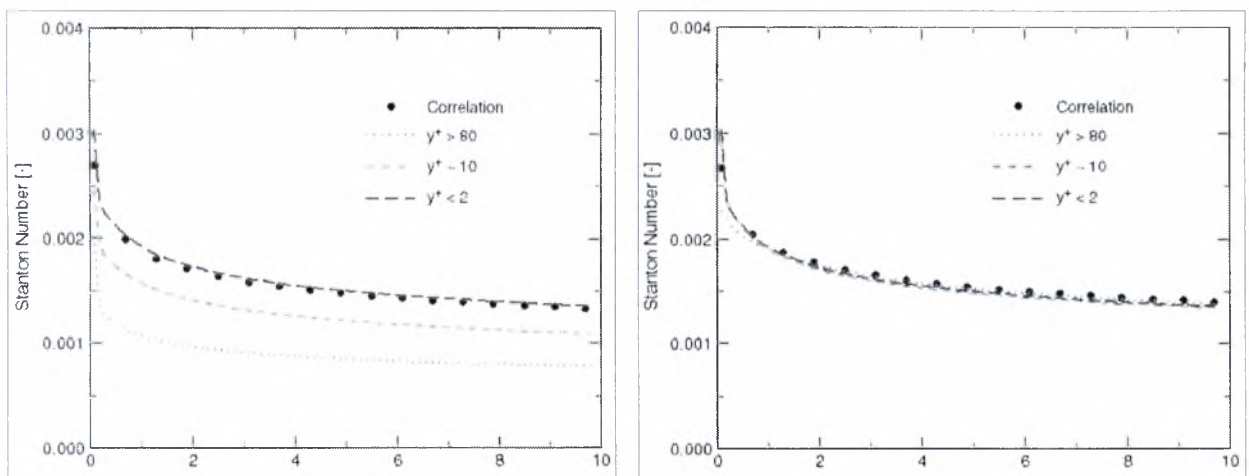 0.004
0.003
0.002
0.001
0.000
Stanton Number [-]
Correlation
y+ > 80
y+ ~ 10
y+ < 2
0 2 4 6 8 10
0.004
0.003
0.002
0.001
0.000
Stanton Number [-]
Correlation
y+ > 80
y+ ~ 10
y+ < 2
0 2 4 6 8 10